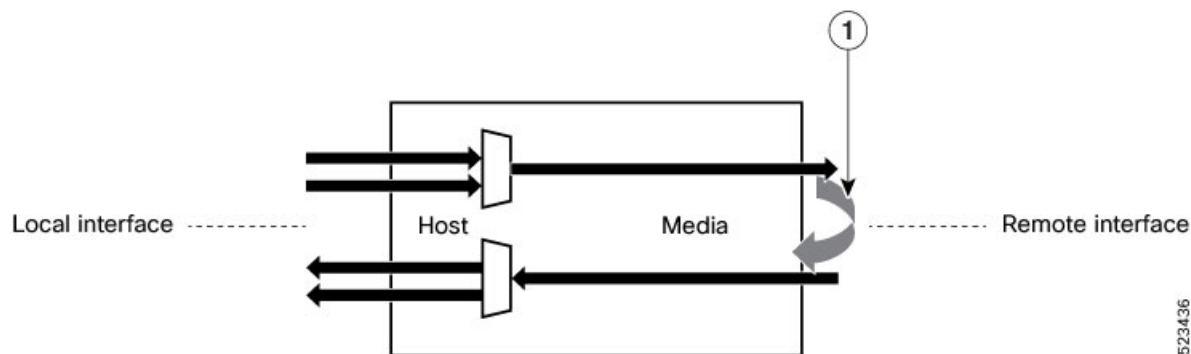 1
Host
Media
Local interface
Remote interface
523436